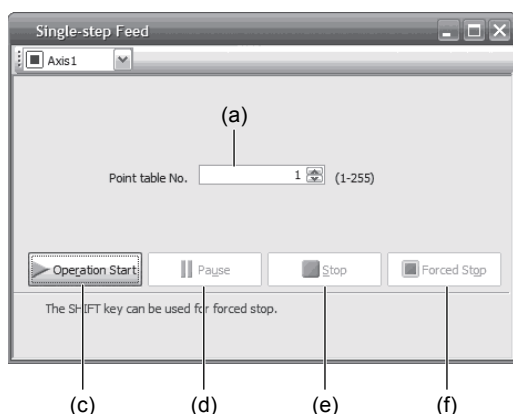 Single-step Feed
Axis1
(a)
Point table No. 1 (1-255)
Operation Start Pause Stop Forced Stop
The SHIFT key can be used for forced stop.
(c) (d) (e) (f)